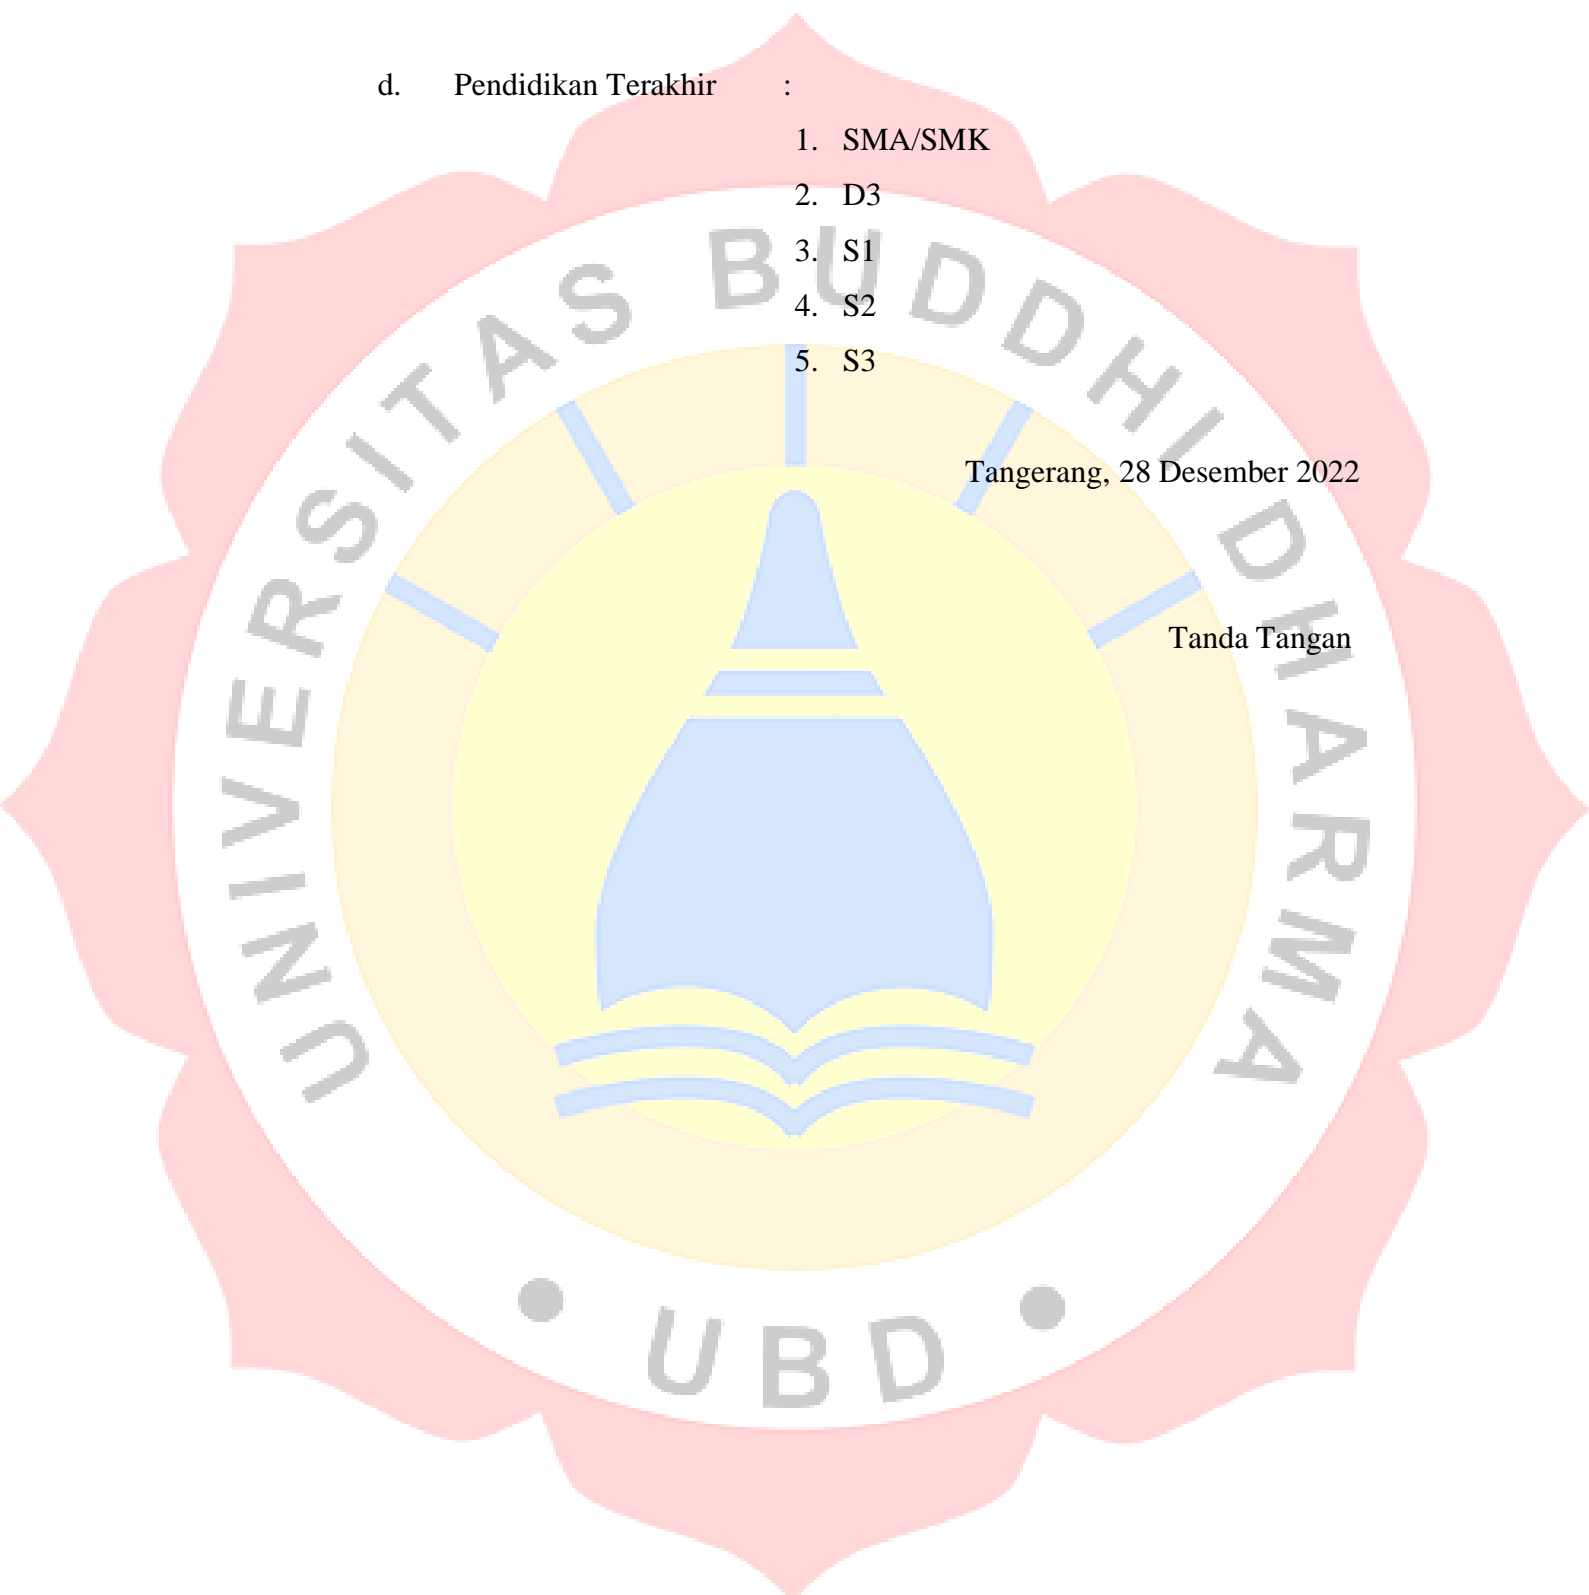 d. Pendidikan Terakhir :
1. SMA/SMK
2. D3
3. S1
4. S2
5. S3
Tangerang, 28 Desember 2022
Tanda Tangan
UNIVERSITAS BUDDHI DHARMA
• UBD •